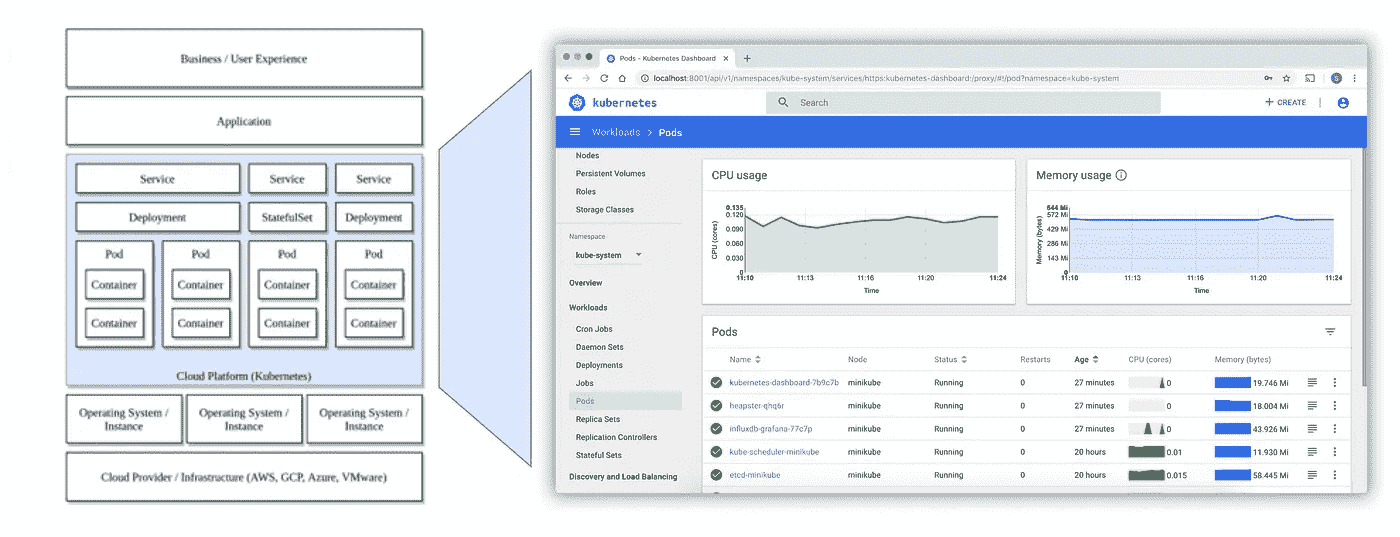 Business / User Experience
Application
Service
Service
Service
Deployment
StatefulSet
Deployment
Pod
Pod
Pod
Pod
Container
Container
Container
Container
Container
Container
Container
Container
Cloud Platform (Kubernetes)
Operating System /
Instance
Operating System /
Instance
Operating System /
Instance
Cloud Provider / Infrastructure (AWS, GCP, Azure, VMware)
Pods - Kubernetes Dashboard
localhost:8001/api/v1/namespaces/kube-system/services/https:kubernetes-dashboard:/proxy/#!/pod?namespace=kube-system
S
kubernetes
Search
+ CREATE
Workloads > Pods
Nodes
Persistent Volumes
Roles
Storage Classes
Namespace
kube-system
Overview
Workloads
Cron Jobs
Daemon Sets
Deployments
Jobs
Pods
Replica Sets
Replication Controllers
Stateful Sets
Discovery and Load Balancing
CPU usage
CPU (cores)
0.135
0.120
0.090
0.060
0.030
0
11:10 11:13 11:16 11:20 11:24
Time
Memory usage
Memory (bytes)
644 Mi
572 Mi
429 Mi
286 Mi
143 Mi
0
11:10 11:13 11:16 11:20 11:24
Time
Pods
Name Node Status Restarts Age CPU (cores) Memory (bytes)
kubernetes-dashboard-7b9c7b minikube Running 0 27 minutes 0 19.746 Mi
heapster-qhq6r minikube Running 0 27 minutes 0 18.004 Mi
influxdb-grafana-77c7p minikube Running 0 27 minutes 0 43.926 Mi
kube-scheduler-minikube minikube Running 0 20 hours 0.01 11.930 Mi
etcd-minikube minikube Running 0 20 hours 0.015 58.445 Mi